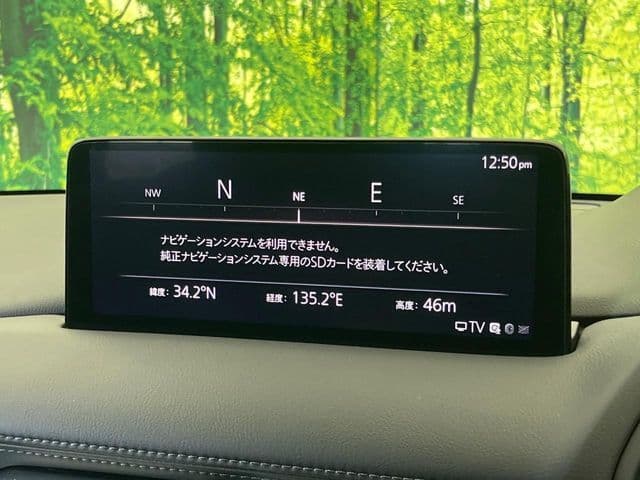 12:50pm
NW N NE E SE
ナビゲーションシステムを利用できません。
純正ナビゲーションシステム専用のSDカードを装着してください。
緯度: 34.2°N 経度: 135.2°E 高度: 46m
TV